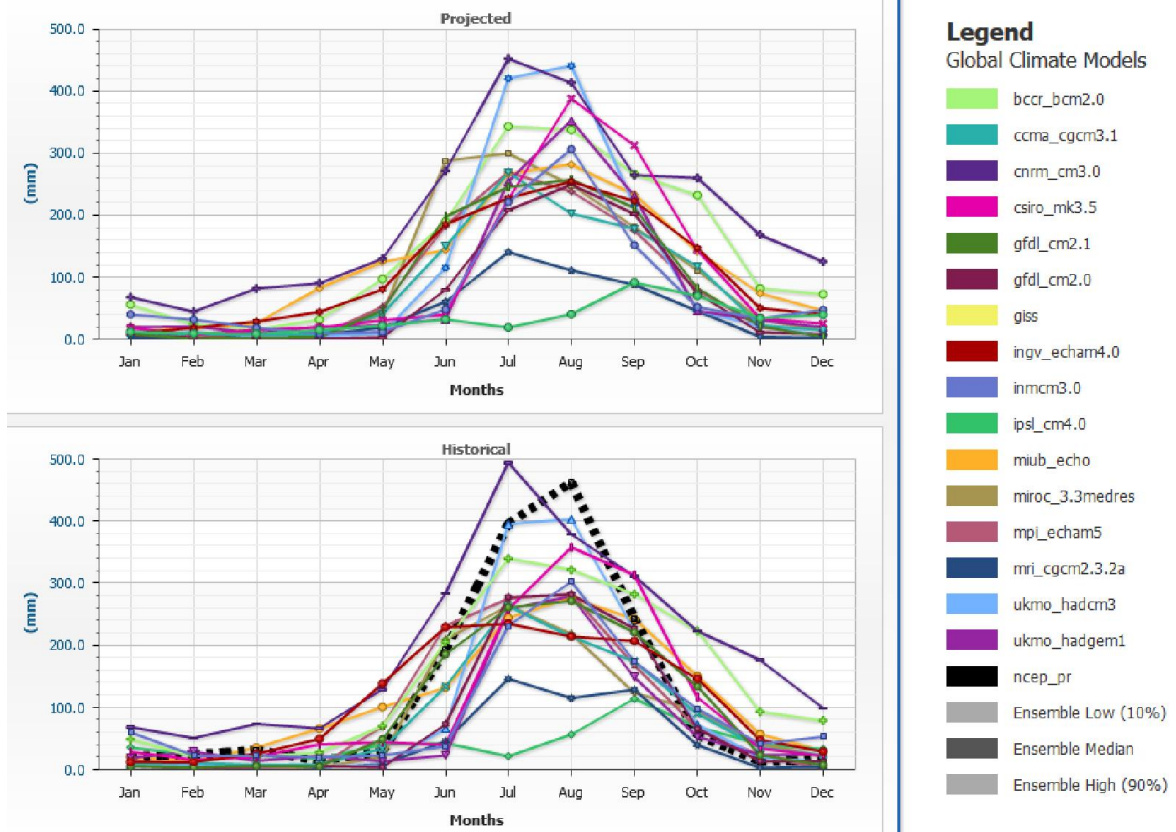 Projected
500.0
400.0
300.0
200.0
100.0
0.0
(mm)
Jan Feb Mar Apr May Jun Jul Aug Sep Oct Nov Dec
Months
Historical
500.0
400.0
300.0
200.0
100.0
0.0
(mm)
Jan Feb Mar Apr May Jun Jul Aug Sep Oct Nov Dec
Months
Legend
Global Climate Models
bccr_bcm2.0
ccma_cgcm3.1
cnrm_cm3.0
csiro_mk3.5
gfdl_cm2.1
gfdl_cm2.0
giss
ingv_echam4.0
inmcm3.0
ipsl_cm4.0
miub_echo
miroc_3.3medres
mpi_echam5
mri_cgcm2.3.2a
ukmo_hadcm3
ukmo_hadgem1
ncep_pr
Ensemble Low (10%)
Ensemble Median
Ensemble High (90%)